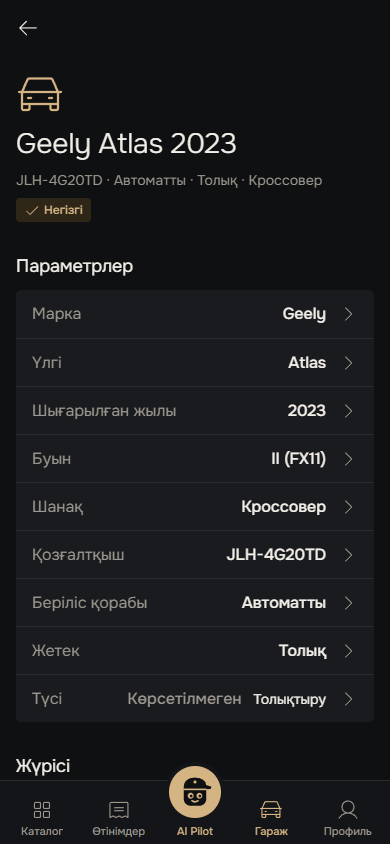 Geely Atlas 2023
JLH-4G20TD · Автоматты · Толық · Кроссовер
Негізгі
Параметрлер
Марка Geely
Үлгі Atlas
Шығарылған жылы 2023
Буын II (FX11)
Шанақ Кроссовер
Қозғалтқыш JLH-4G20TD
Беріліс қорабы Автоматты
Жетек Толық
Түсі Көрсетілмеген Толықтыру
Жүрісі
Каталог Өтінімдер AI Pilot Гараж Профиль